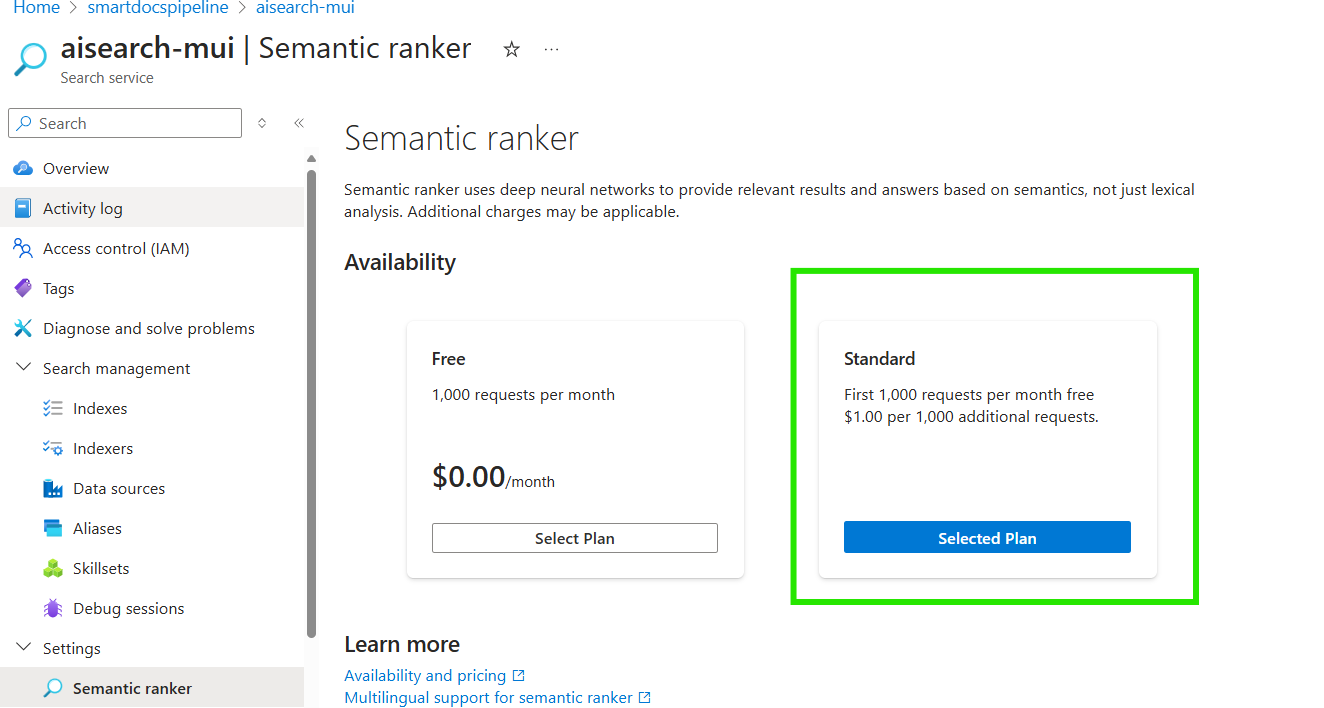 Home > smartdocspipeline > aisearch-mui
aisearch-mui | Semantic ranker
Search service
Search
Overview
Activity log
Access control (IAM)
Tags
Diagnose and solve problems
Search management
Indexes
Indexers
Data sources
Aliases
Skillsets
Debug sessions
Settings
Semantic ranker
Semantic ranker
Semantic ranker uses deep neural networks to provide relevant results and answers based on semantics, not just lexical
analysis. Additional charges may be applicable.
Availability
Free
1,000 requests per month
$0.00/month
Select Plan
Standard
First 1,000 requests per month free
$1.00 per 1,000 additional requests.
Selected Plan
Learn more
Availability and pricing
Multilingual support for semantic ranker